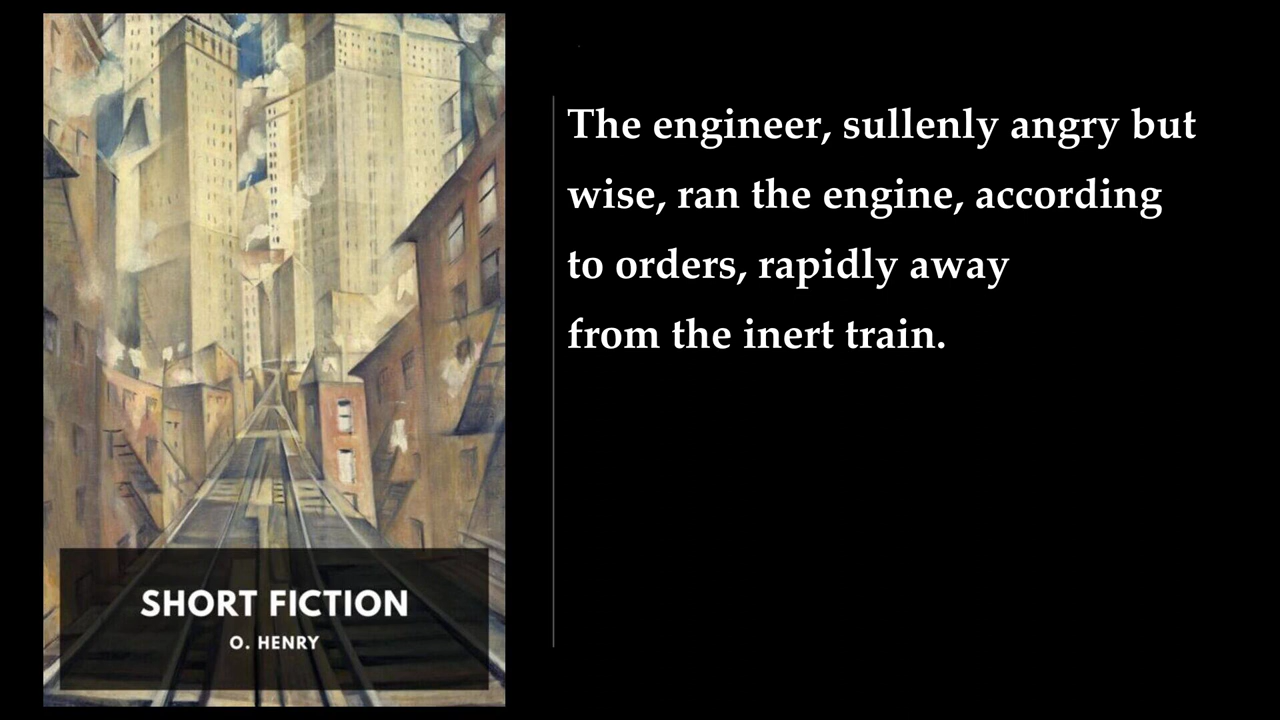 The engineer, sullenly angry but
wise, ran the engine, according
to orders, rapidly away
from the inert train.
SHORT FICTION
O. HENRY